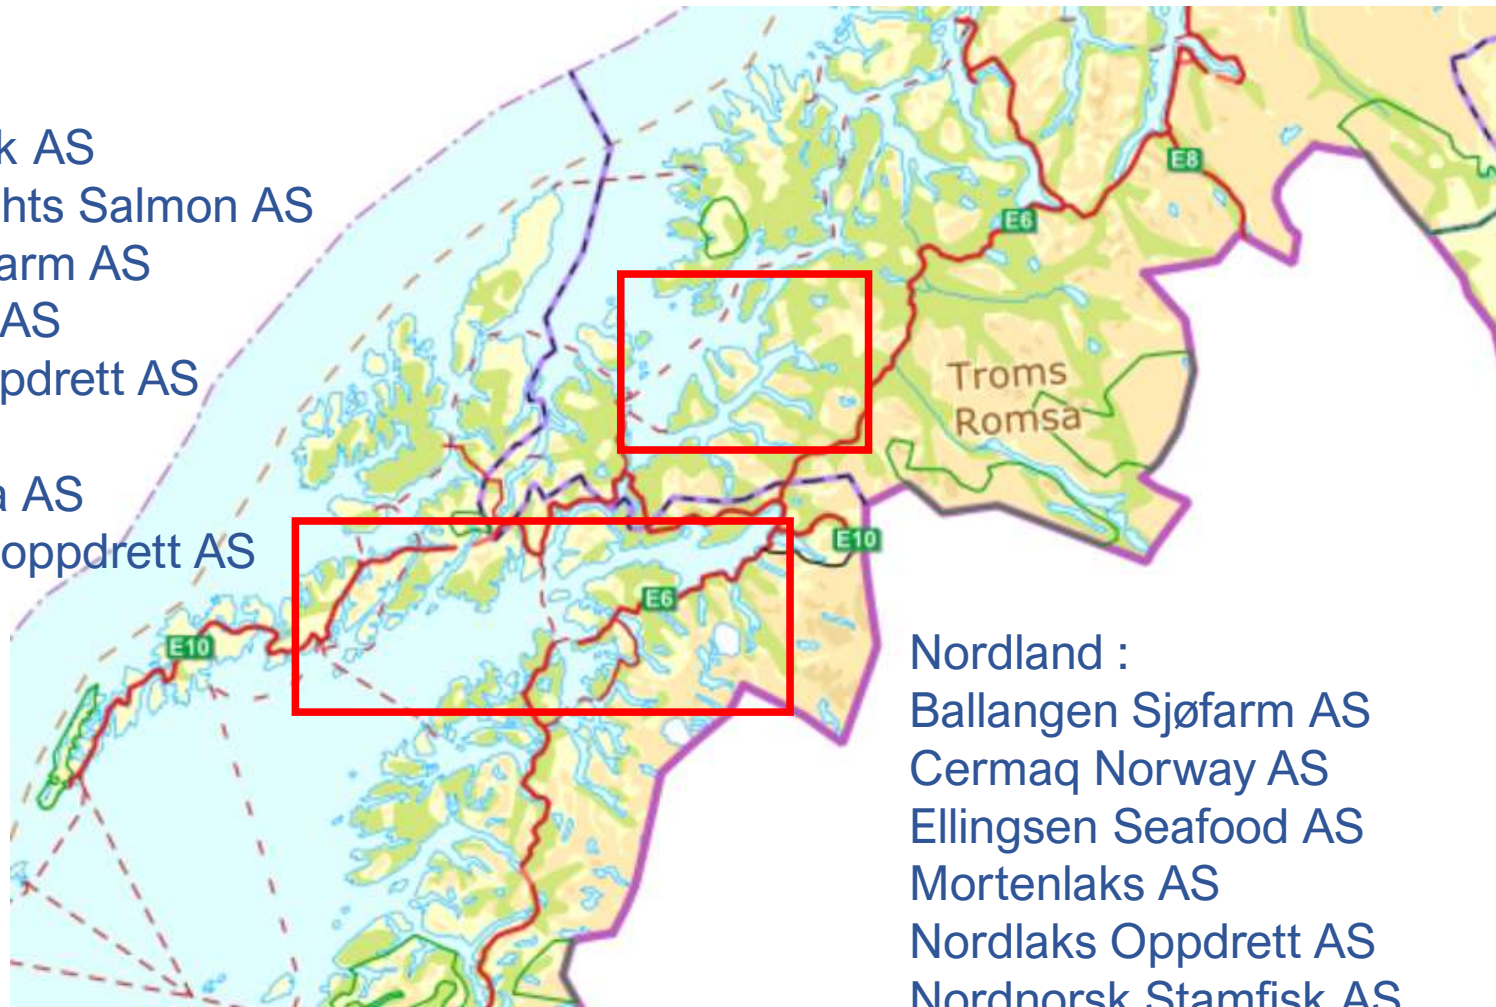 k AS
hts Salmon AS
arm AS
AS
pdrett AS
a AS
oppdrett AS
E8
E6
Troms
Romsa
E10
E6
E10
Nordland :
Ballangen Sjøfarm AS
Cermaq Norway AS
Ellingsen Seafood AS
Mortenlaks AS
Nordlaks Oppdrett AS
Nordnorsk Stamfisk AS